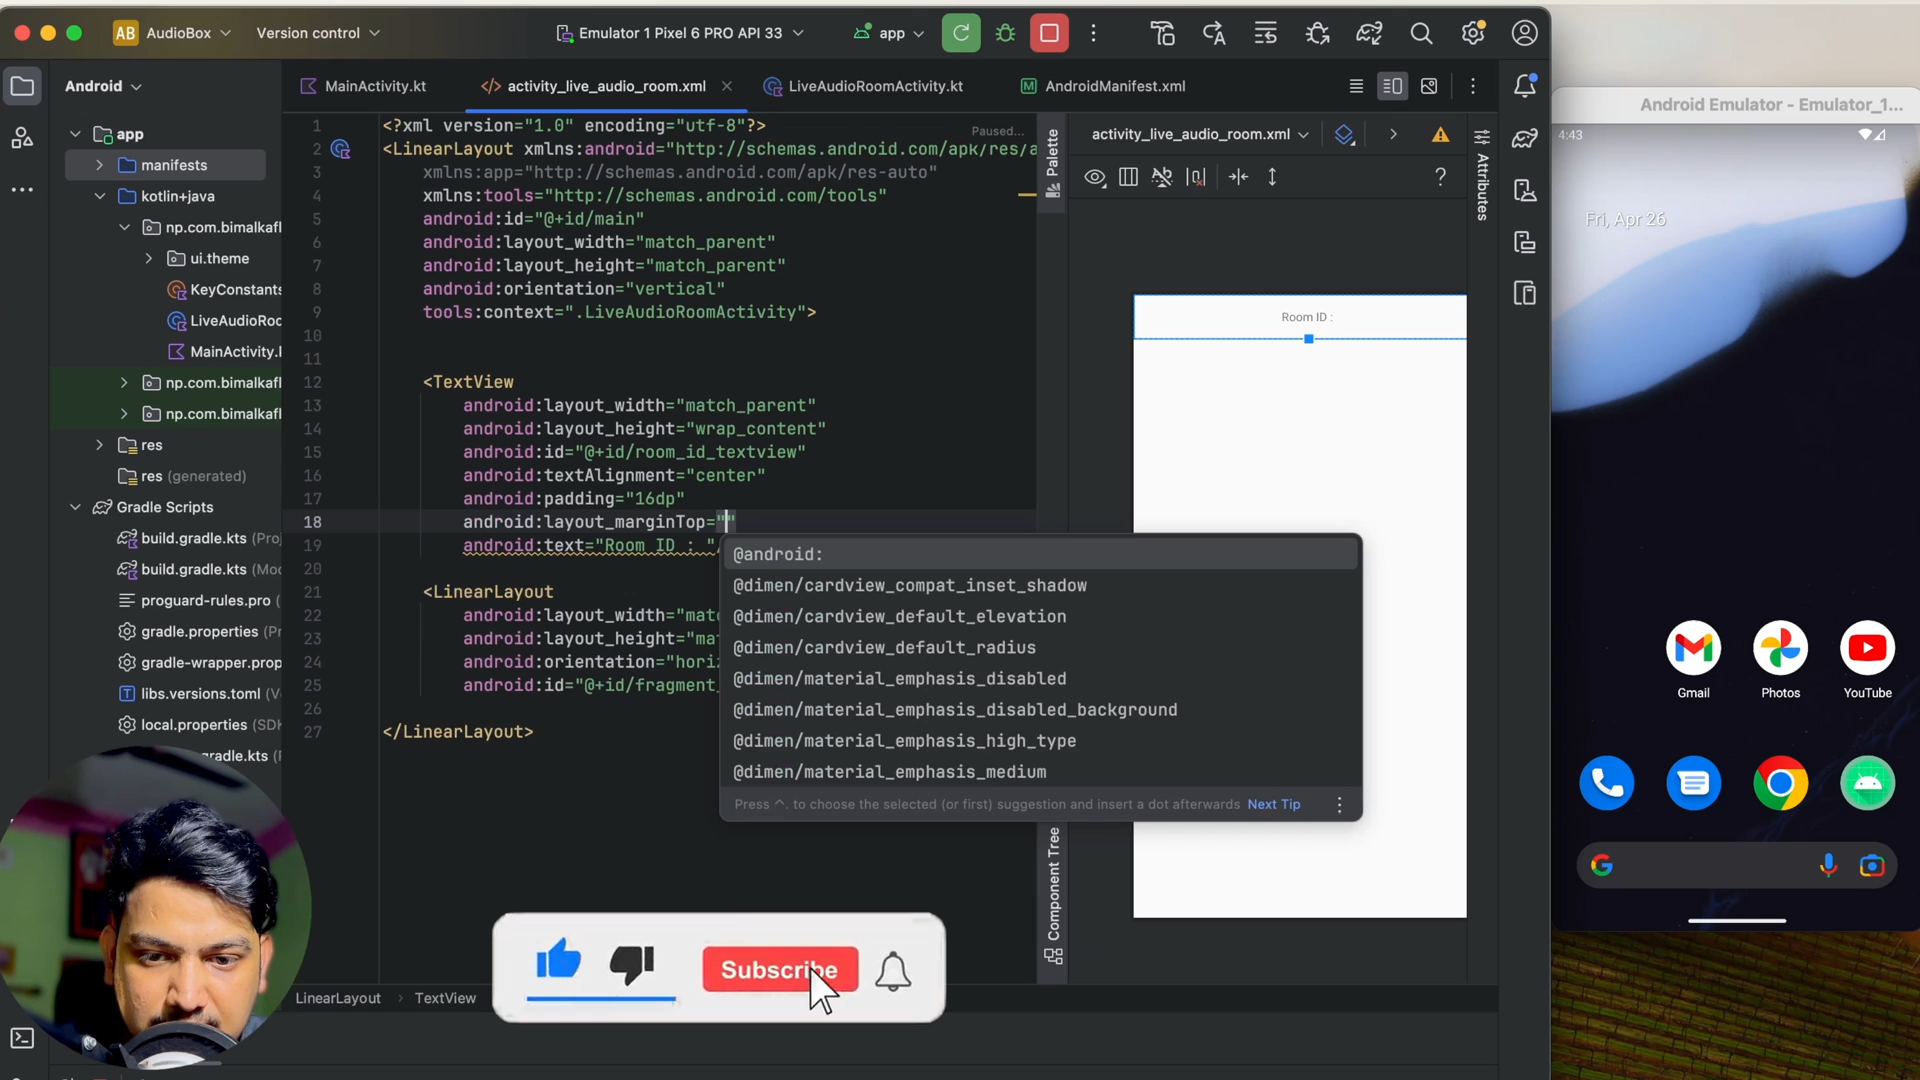 AB AudioBox Version control Emulator 1 Pixel 6 PRO API 33 app
Android
MainActivity.kt activity_live_audio_room.xml LiveAudioRoomActivity.kt AndroidManifest.xml
Android Emulator - Emulator_1...
app
manifests
kotlin+java
np.com.bimalkafl
ui.theme
KeyConstants
LiveAudioRoo
MainActivity.
np.com.bimalkafl
np.com.bimalkafl
res
res (generated)
Gradle Scripts
build.gradle.kts (Proj
build.gradle.kts (Mod
proguard-rules.pro (
gradle.properties (Pr
gradle-wrapper.prop
libs.versions.toml (Ve
local.properties (SDK
radle.kts
1 <?xml version="1.0" encoding="utf-8"?>
Paused...
2 <LinearLayout xmlns:android="http://schemas.android.com/apk/res/a
3 xmlns:app="http://schemas.android.com/apk/res-auto"
4 xmlns:tools="http://schemas.android.com/tools"
5 android:id="@+id/main"
6 android:layout_width="match_parent"
7 android:layout_height="match_parent"
8 android:orientation="vertical"
9 tools:context=".LiveAudioRoomActivity">
10
11
12 <TextView
13 android:layout_width="match_parent"
14 android:layout_height="wrap_content"
15 android:id="@+id/room_id_textview"
16 android:textAlignment="center"
17 android:padding="16dp"
18 android:layout_marginTop=""
19 android:text="Room ID : "
20
21 <LinearLayout
22 android:layout_width="matc
23 android:layout_height="mat
24 android:orientation="horiz
25 android:id="@+id/fragment_
26
27 </LinearLayout>
@android:
@dimen/cardview_compat_inset_shadow
@dimen/cardview_default_elevation
@dimen/cardview_default_radius
@dimen/material_emphasis_disabled
@dimen/material_emphasis_disabled_background
@dimen/material_emphasis_high_type
@dimen/material_emphasis_medium
Press ^. to choose the selected (or first) suggestion and insert a dot afterwards Next Tip
Palette
Component Tree
activity_live_audio_room.xml
?
Attributes
Room ID :
4:43
Fri, Apr 26
Gmail Photos YouTube
G
Subscribe
LinearLayout TextView